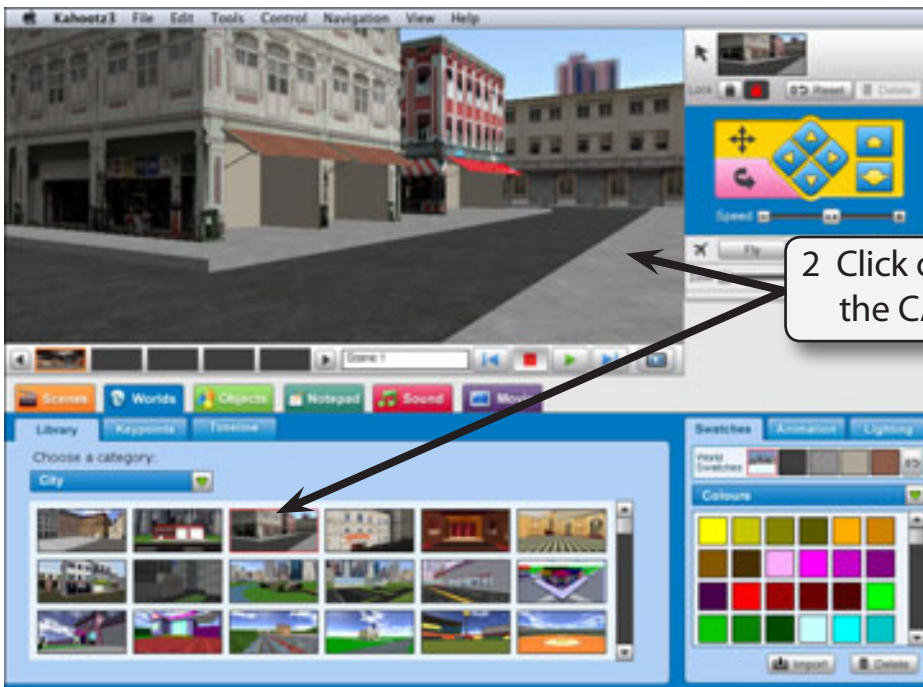 Kahootz3 File Edit Tools Control Navigation View Help
Lock Reset Delete
Speed
Fly
2 Click
the
Scene 1
Scenes Worlds Objects Notepad Sound Movie
Library Keypoints Timeline
Choose a category:
City
Swatches Animation Lighting
World
Swatches
Colours
Import Delete